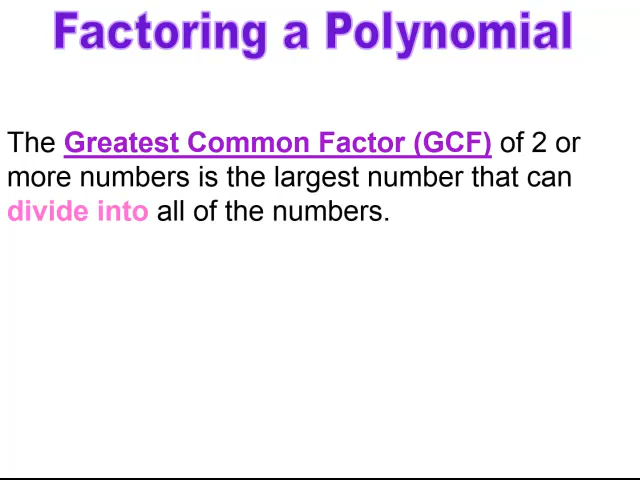 Factoring a Polynomial
The Greatest Common Factor (GCF) of 2 or
more numbers is the largest number that can
divide into all of the numbers.